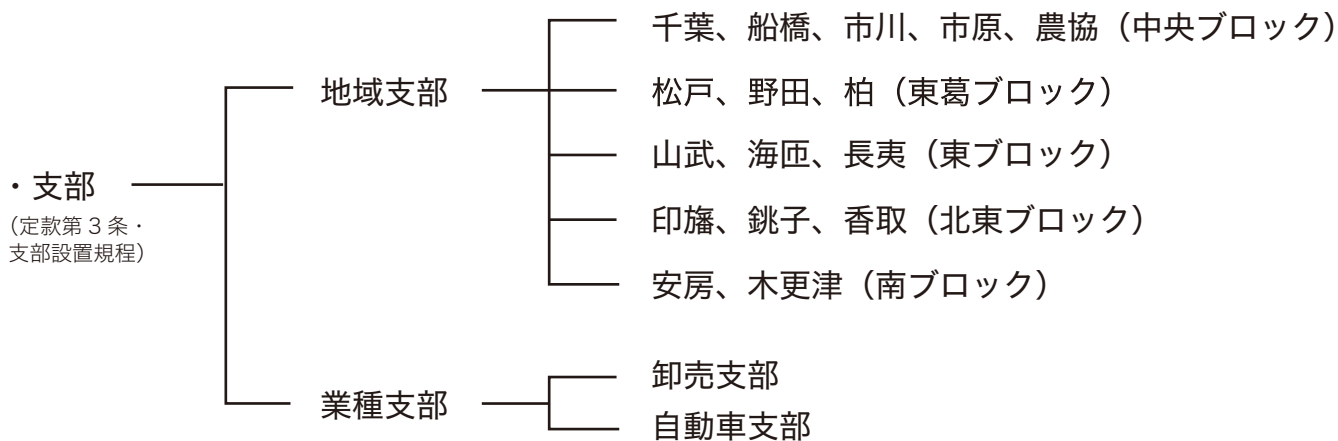 千葉、船橋、市川、市原、農協（中央ブロック）
地域支部
松戸、野田、柏（東葛ブロック）
山武、海匝、長夷（東ブロック）
・支部
（定款第3条・
支部設置規程）
印旛、銚子、香取（北東ブロック）
安房、木更津（南ブロック）
卸売支部
業種支部
自動車支部